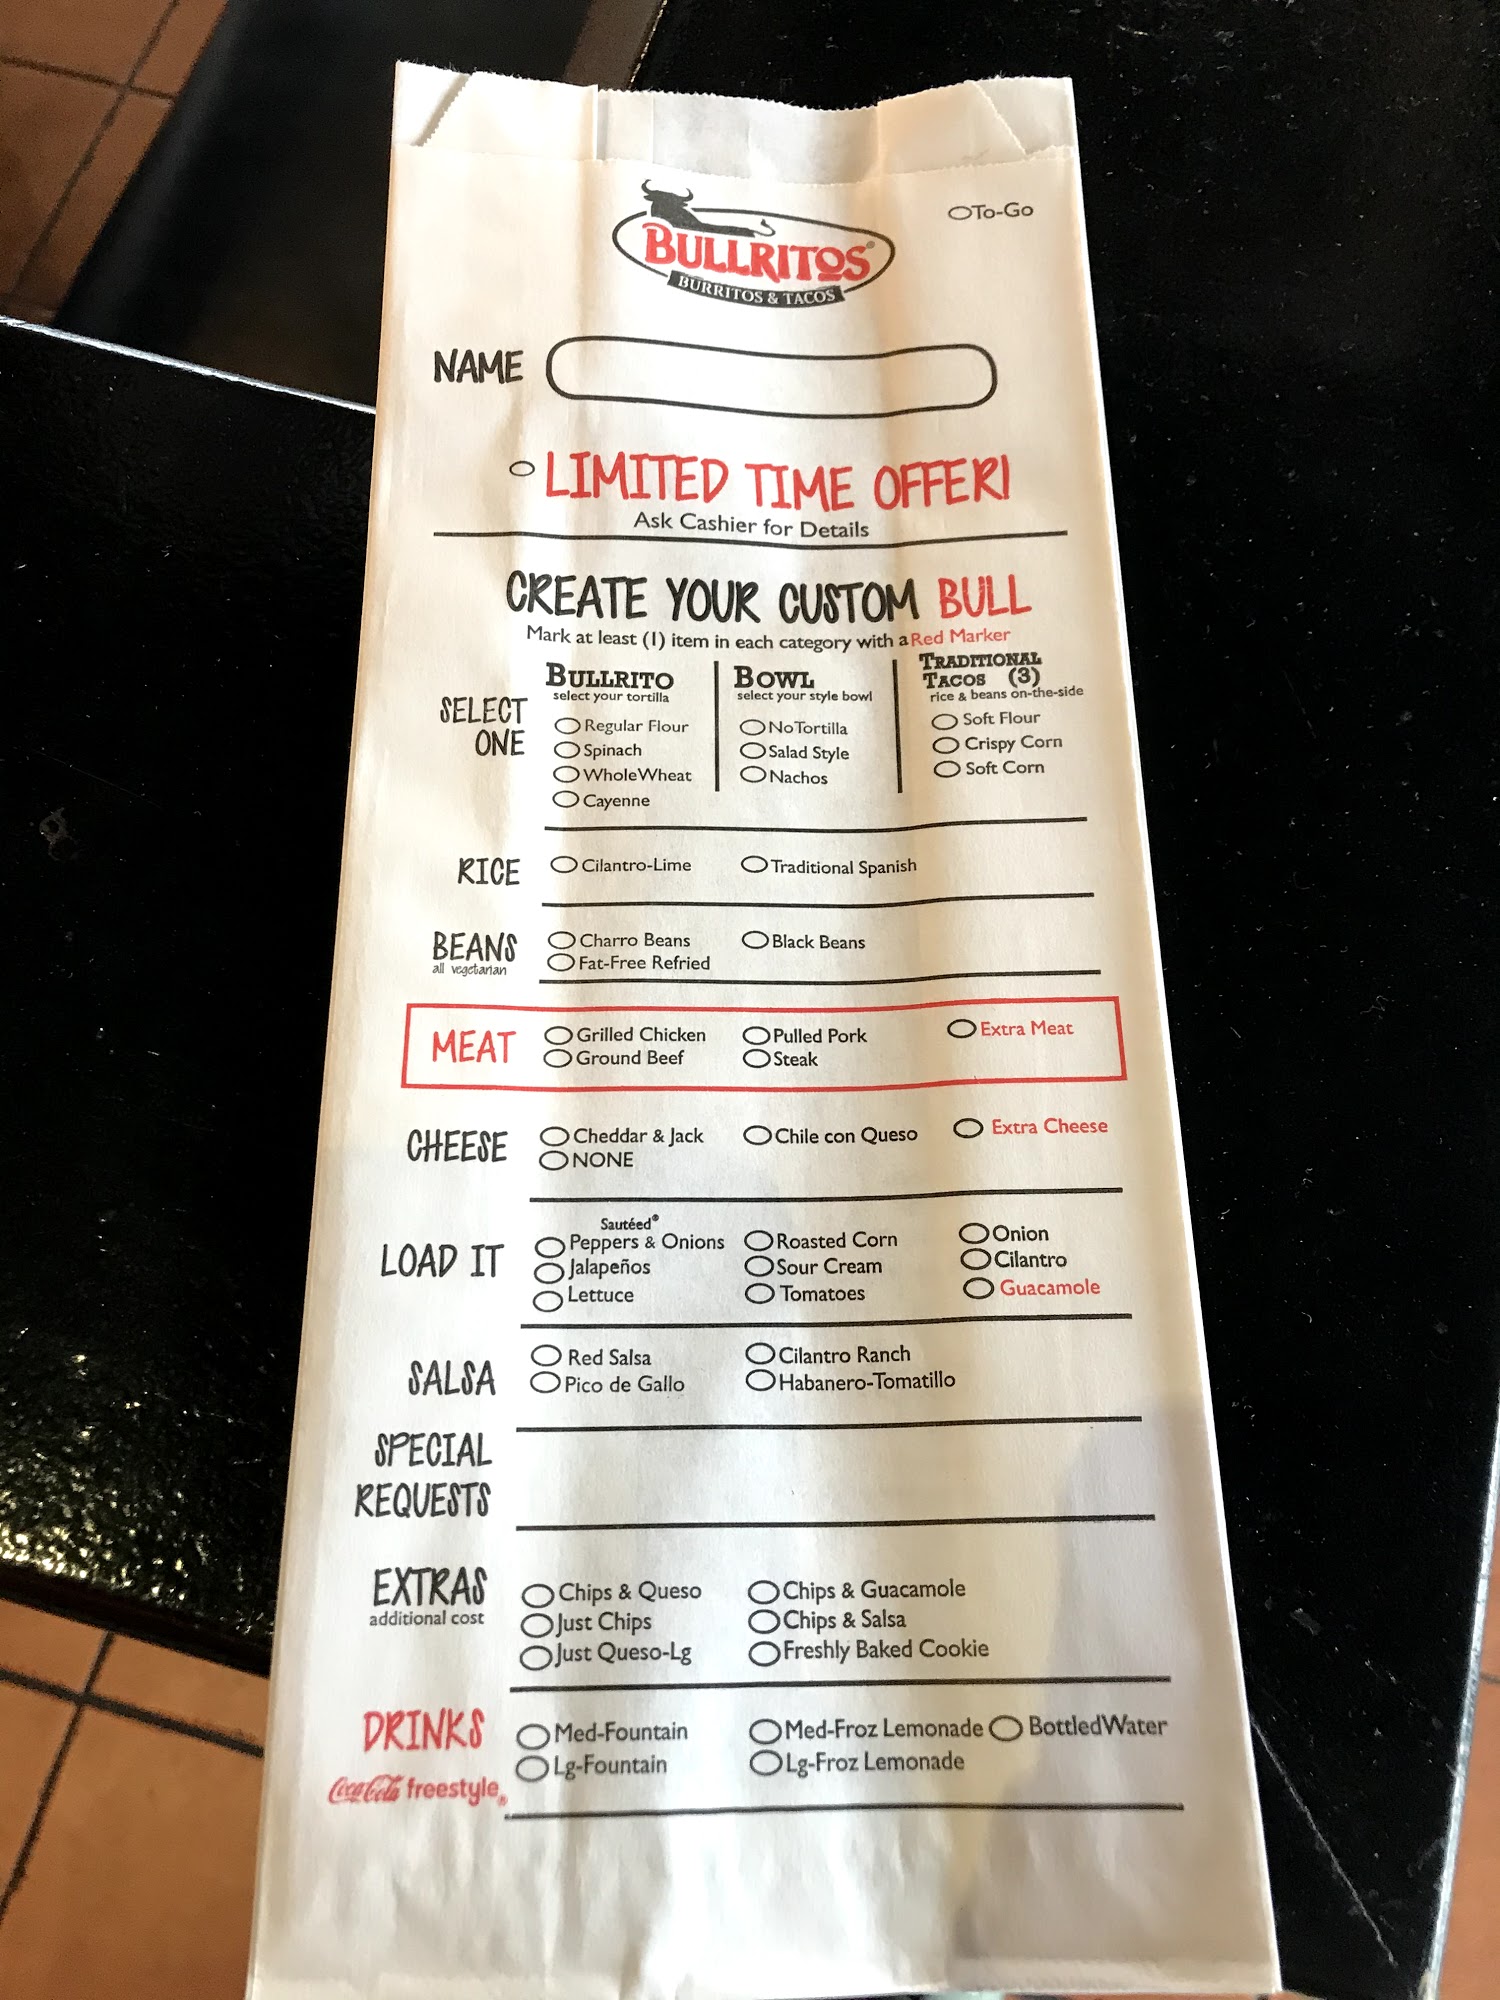 To-Go
BULLRITOS®
BURRITOS & TACOS
NAME
LIMITED TIME OFFER!
Ask Cashier for Details
CREATE YOUR CUSTOM BULL
Mark at least (1) item in each category with a Red Marker
SELECT
ONE
BULLRITO
select your tortilla
Regular Flour
Spinach
Whole Wheat
Cayenne
BOWL
select your style bowl
No Tortilla
Salad Style
Nachos
TRADITIONAL
TACOS (3)
rice & beans on-the-side
Soft Flour
Crispy Corn
Soft Corn
RICE
Cilantro-Lime Traditional Spanish
BEANS
all vegetarian
Charro Beans Black Beans
Fat-Free Refried
MEAT
Grilled Chicken Pulled Pork Extra Meat
Ground Beef Steak
CHEESE
Cheddar & Jack Chile con Queso Extra Cheese
NONE
LOAD IT
Sautéed®
Peppers & Onions Roasted Corn Onion
Jalapeños Sour Cream Cilantro
Lettuce Tomatoes Guacamole
SALSA
Red Salsa Cilantro Ranch
Pico de Gallo Habanero-Tomatillo
SPECIAL
REQUESTS
EXTRAS
additional cost
Chips & Queso Chips & Guacamole
Just Chips Chips & Salsa
Just Queso-Lg Freshly Baked Cookie
DRINKS
Coca-Cola freestyle®
Med-Fountain Med-Froz Lemonade Bottled Water
Lg-Fountain Lg-Froz Lemonade